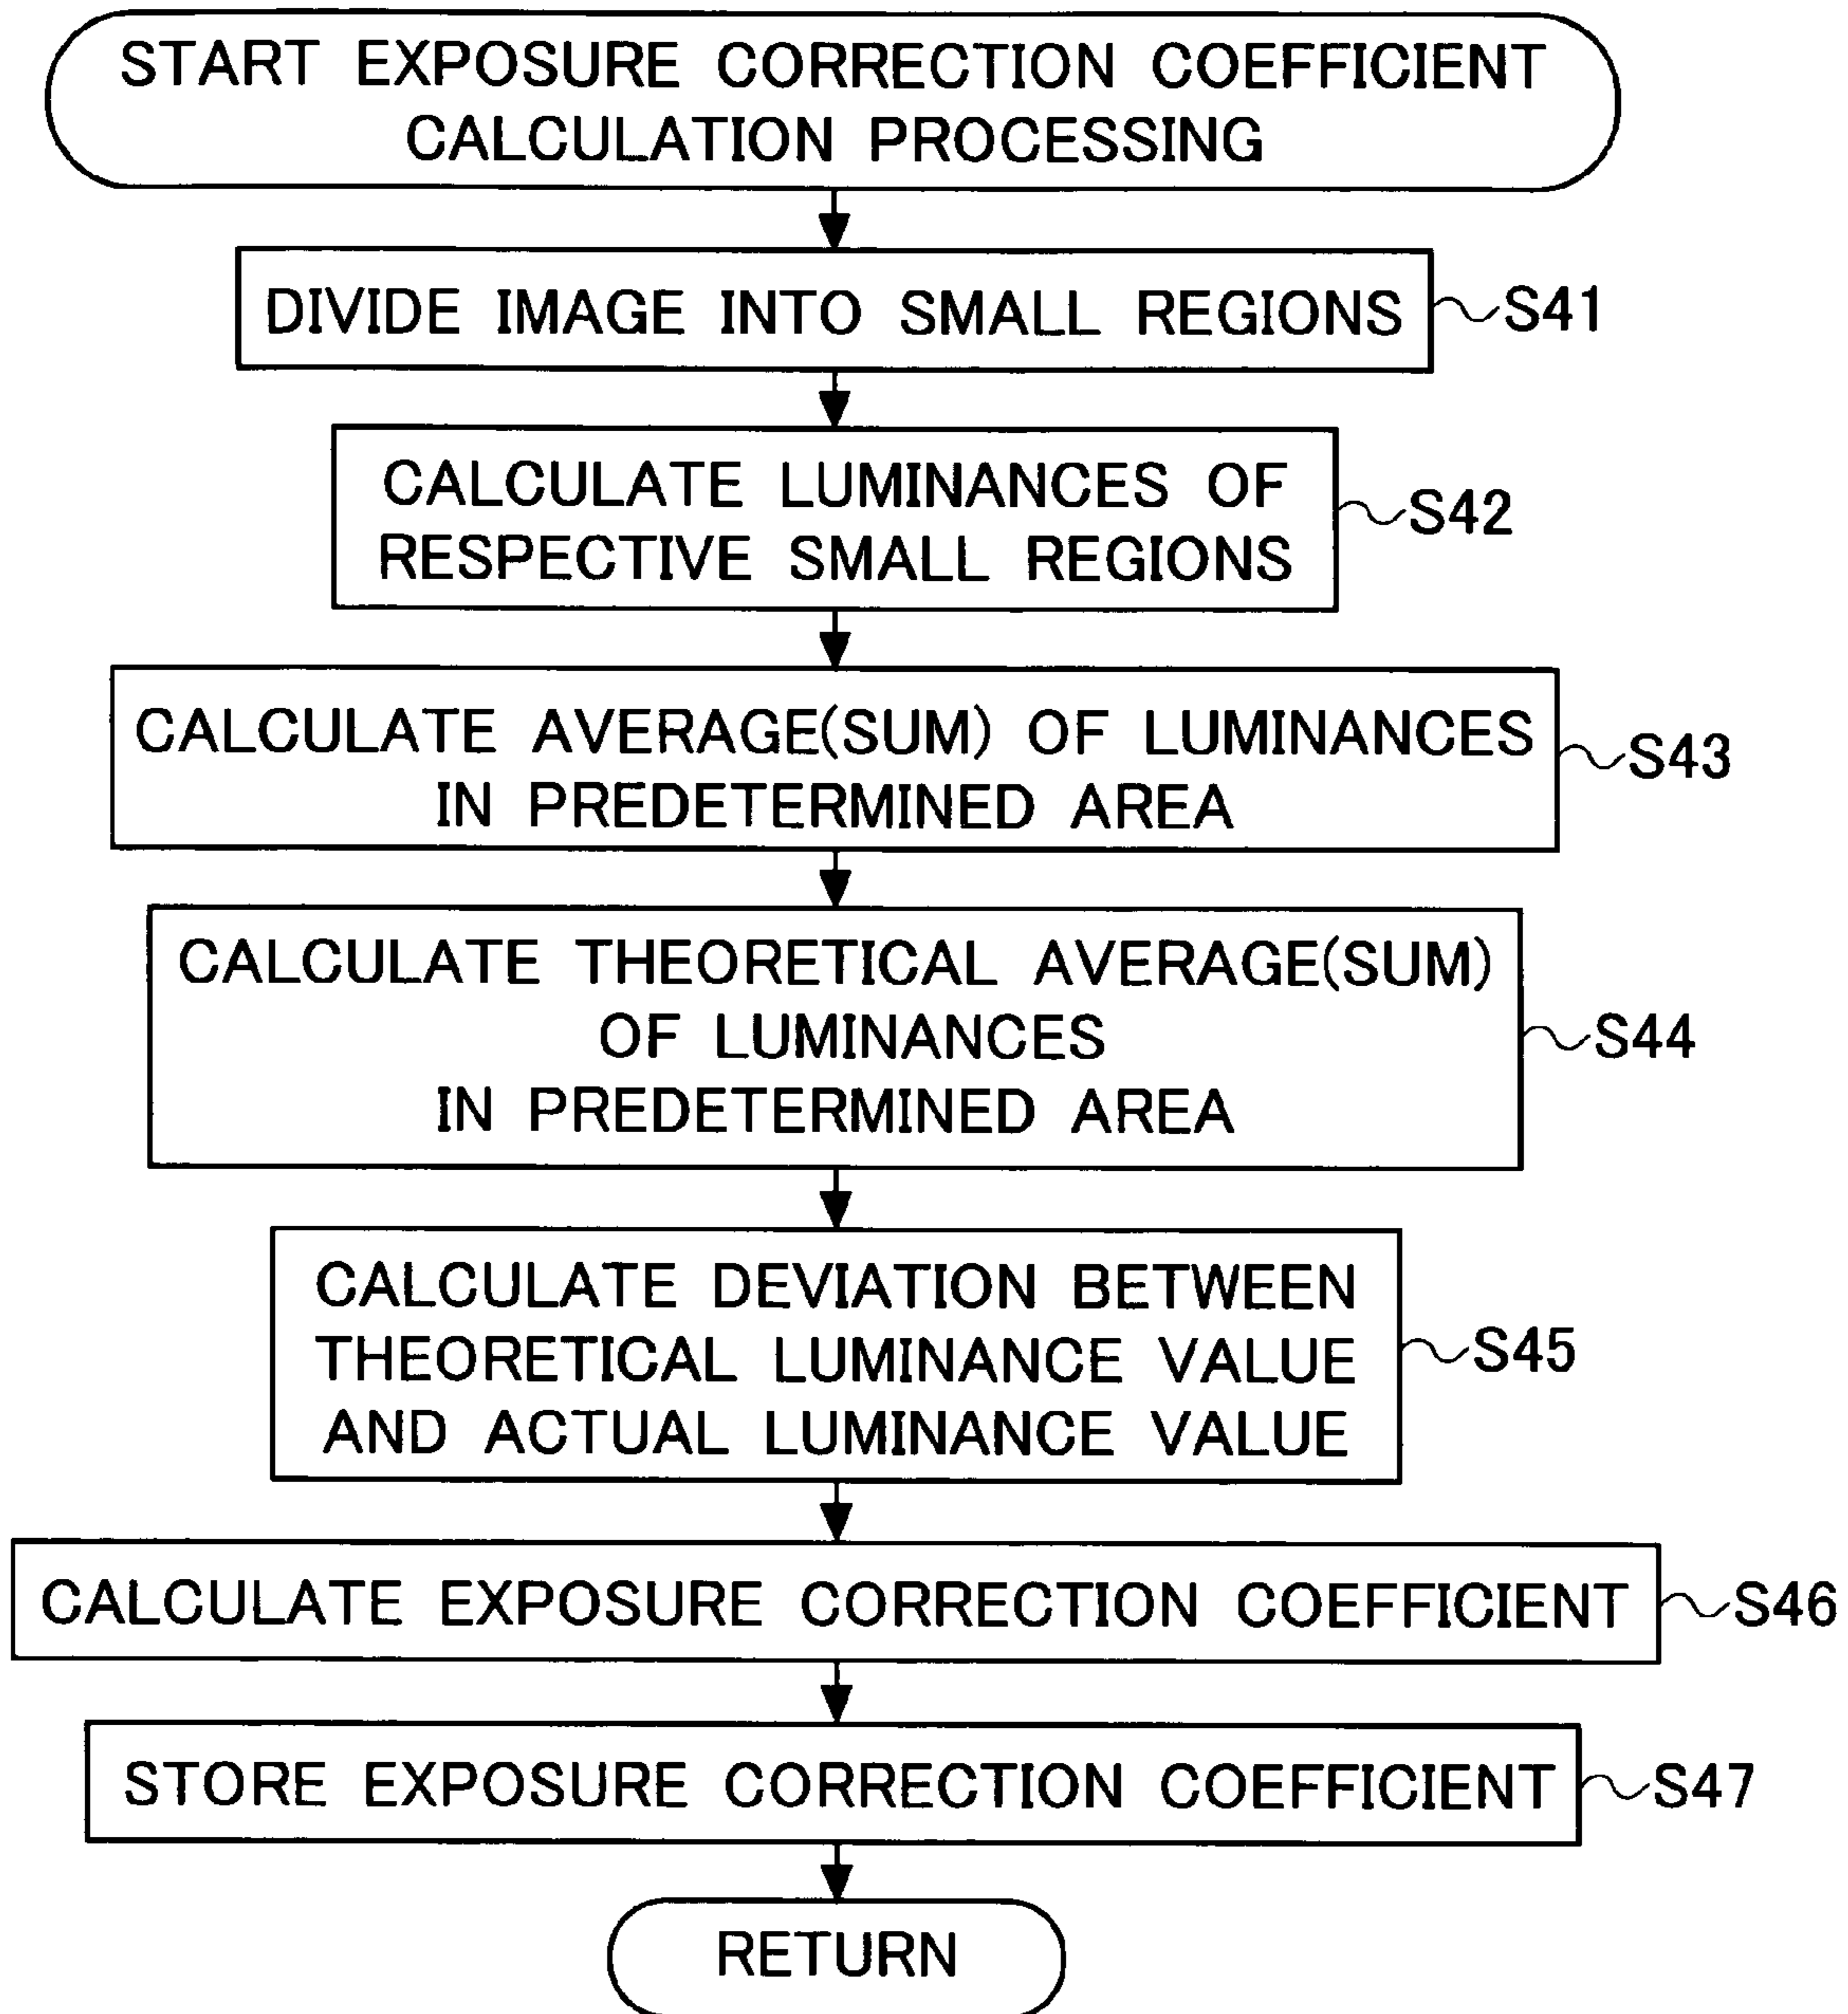 START EXPOSURE CORRECTION COEFFICIENT
CALCULATION PROCESSING
DIVIDE IMAGE INTO SMALL REGIONS
S41
CALCULATE LUMINANCES OF
RESPECTIVE SMALL REGIONS
S42
CALCULATE AVERAGE(SUM) OF LUMINANCES
IN PREDETERMINED AREA
S43
CALCULATE THEORETICAL AVERAGE(SUM)
OF LUMINANCES
IN PREDETERMINED AREA
S44
CALCULATE DEVIATION BETWEEN
THEORETICAL LUMINANCE VALUE
AND ACTUAL LUMINANCE VALUE
S45
CALCULATE EXPOSURE CORRECTION COEFFICIENT
S46
STORE EXPOSURE CORRECTION COEFFICIENT
S47
RETURN